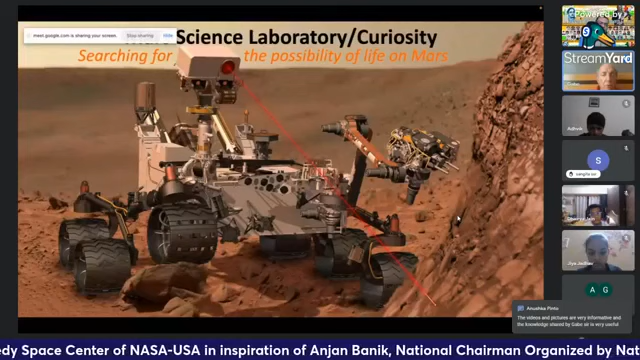 Science Laboratory/Curiosity
Searching for the possibility of life on Mars
meet.google.com is sharing your screen.
Stop sharing
Hide
Powered by
StreamYard
S
A G
Anushka Pinto
The videos and pictures are very informative and
the knowledge shared by Gabo sir is very useful
edy Space Center of NASA-USA in inspiration of Anjan Banik, National Chairman Organized by Nat